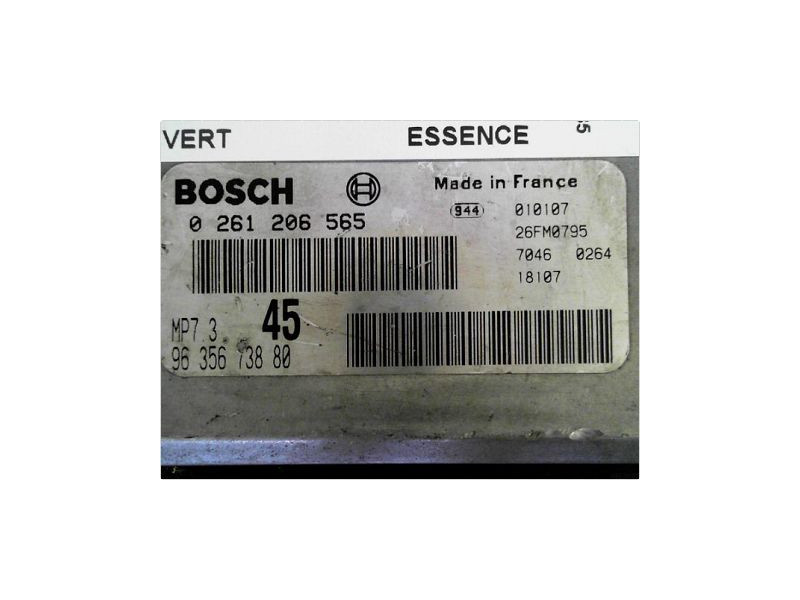 VERT ESSENCE
BOSCH Made in France
0 261 206 565
944 010107
26FM0795
7046 0264
18107
MP7.3 45
96 356 738 80